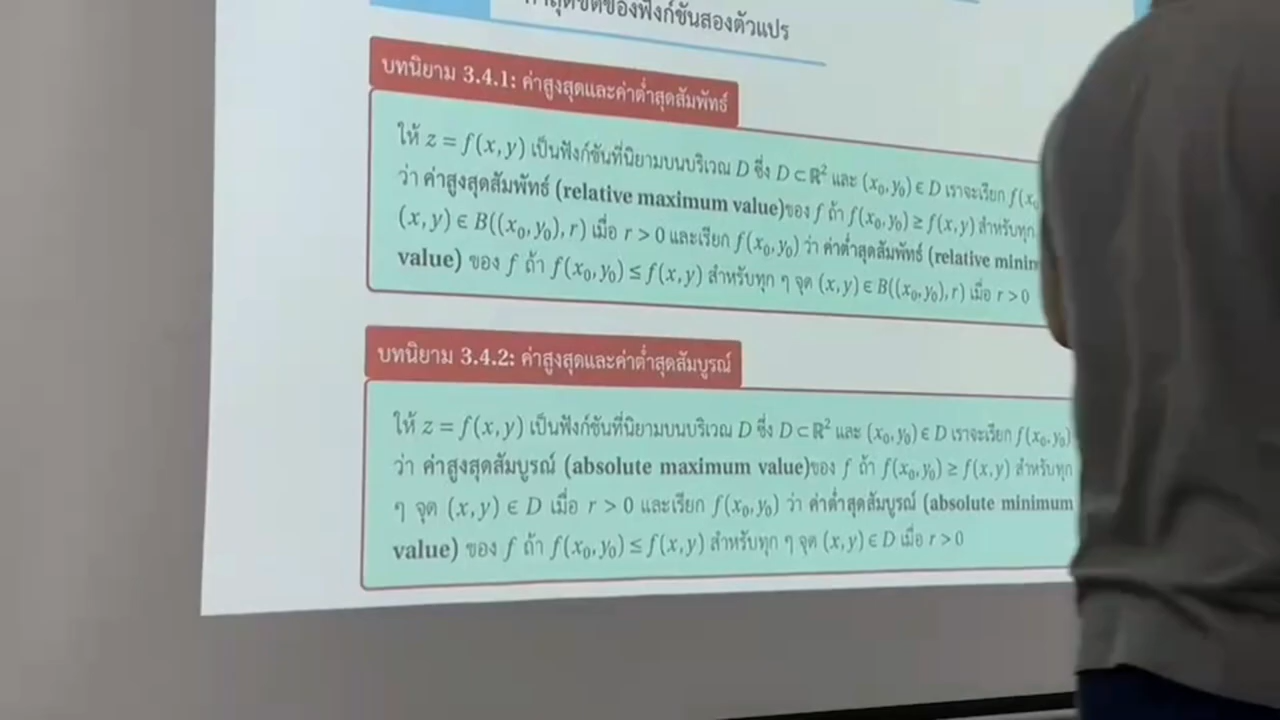 ค่าสุดขีดของฟังก์ชันสองตัวแปร
บทนิยาม 3.4.1: ค่าสูงสุดและค่าต่ำสุดสัมพัทธ์
ให้ z = f(x, y) เป็นฟังก์ชันที่นิยามบนบริเวณ D ซึ่ง D ⊂ ℝ² และ (x₀, y₀) ∈ D เราจะเรียก f(x₀
ว่า ค่าสูงสุดสัมพัทธ์ (relative maximum value)ของ f ถ้า f(x₀, y₀) ≥ f(x, y) สำหรับทุก
(x, y) ∈ B((x₀, y₀), r) เมื่อ r > 0 และเรียก f(x₀, y₀) ว่า ค่าต่ำสุดสัมพัทธ์ (relative
value) ของ f ถ้า f(x₀, y₀) ≤ f(x, y) สำหรับทุก ๆ จุด (x, y) ∈ B((x₀, y₀), r) เมื่อ r > 0
บทนิยาม 3.4.2: ค่าสูงสุดและค่าต่ำสุดสัมบูรณ์
ให้ z = f(x, y) เป็นฟังก์ชันที่นิยามบนบริเวณ D ซึ่ง D ⊂ ℝ² และ (x₀, y₀) ∈ D เราจะเรียก f(x₀, y₀)
ว่า ค่าสูงสุดสัมบูรณ์ (absolute maximum value)ของ f ถ้า f(x₀, y₀) ≥ f(x, y) สำหรับทุก
ๆ จุด (x, y) ∈ D เมื่อ r > 0 และเรียก f(x₀, y₀) ว่า ค่าต่ำสุดสัมบูรณ์ (absolute minimum
value) ของ f ถ้า f(x₀, y₀) ≤ f(x, y) สำหรับทุก ๆ จุด (x, y) ∈ D เมื่อ r > 0